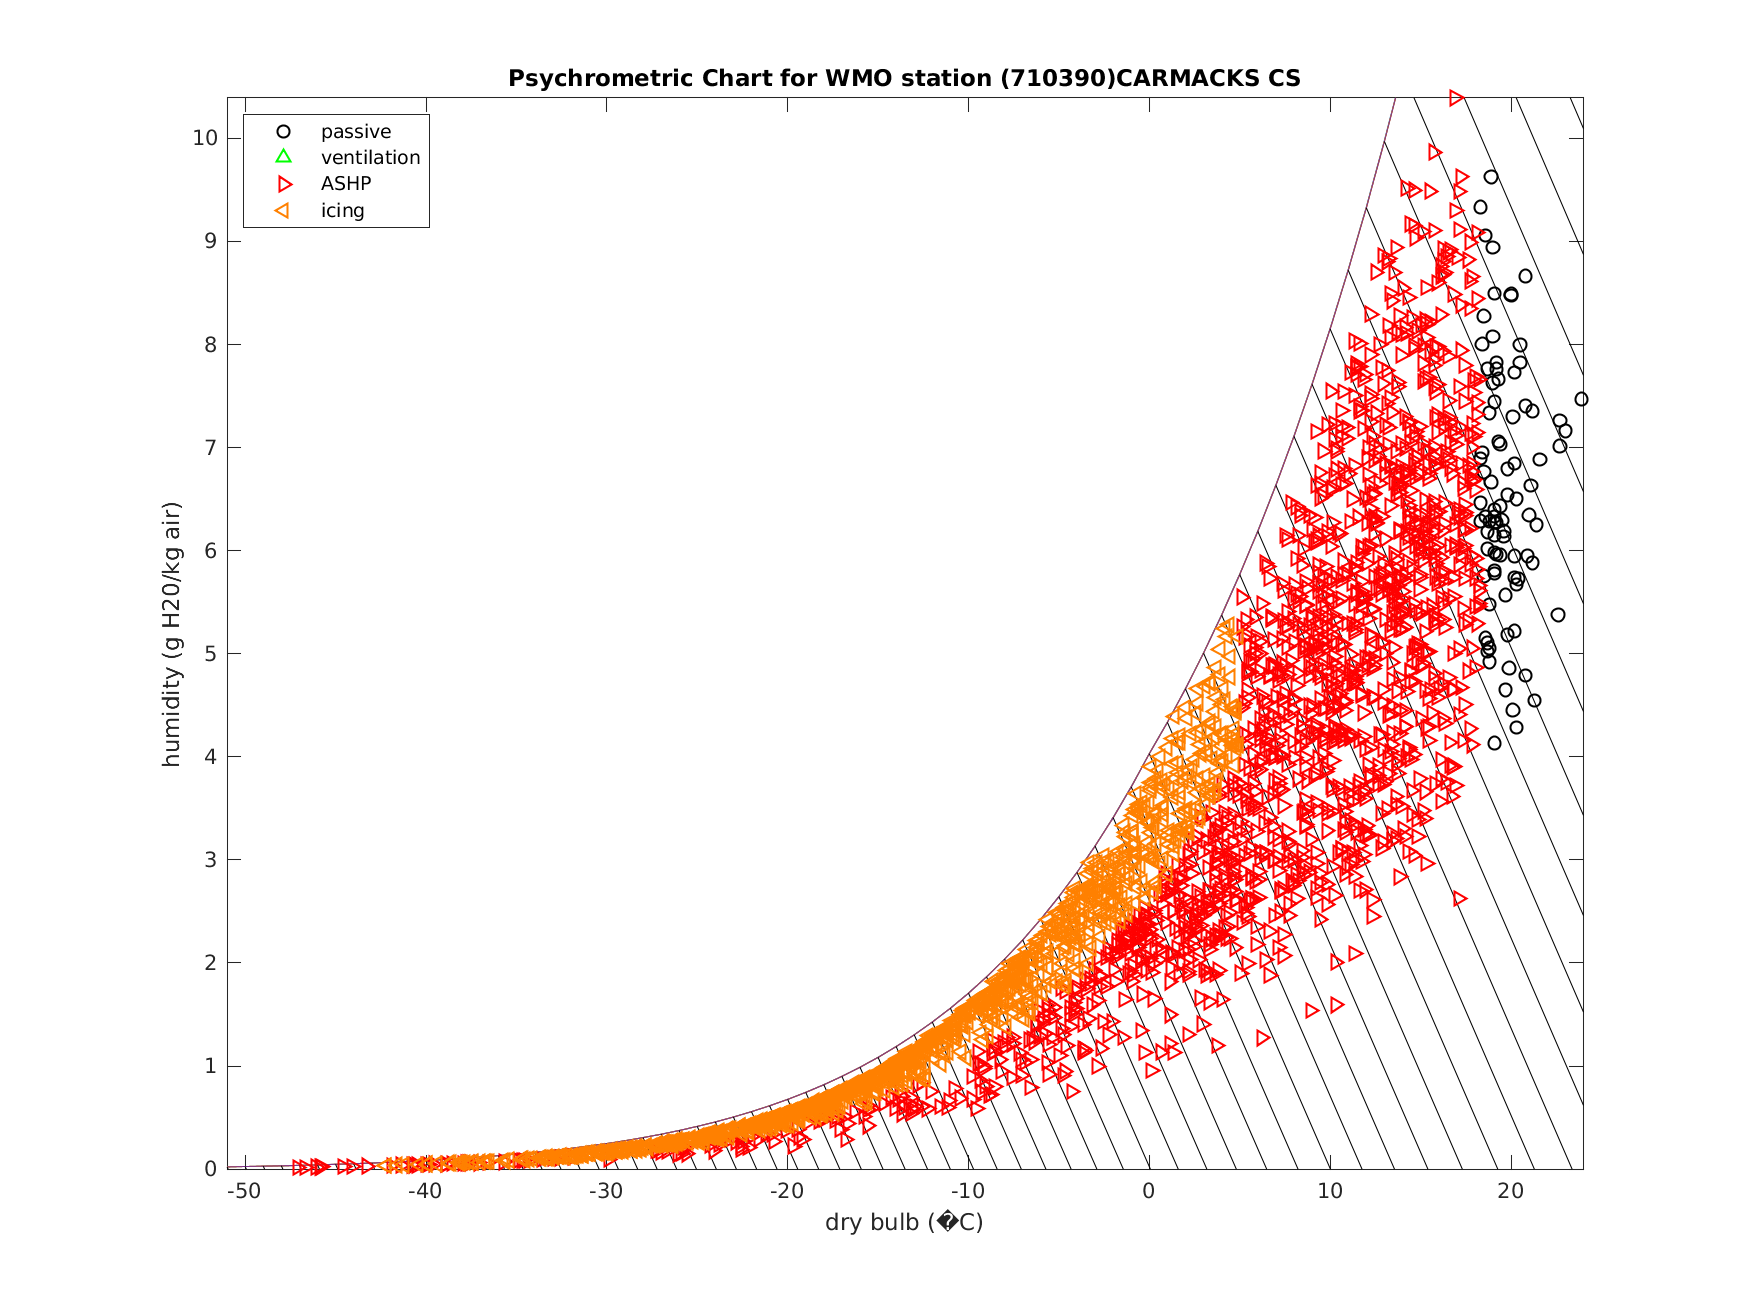 Psychrometric Chart for WMO station (710390)CARMACKS CS
passive
ventilation
ASHP
icing
10
9
8
7
6
5
4
3
2
1
0
humidity (g H20/kg air)
-50 -40 -30 -20 -10 0 10 20
dry bulb (�C)